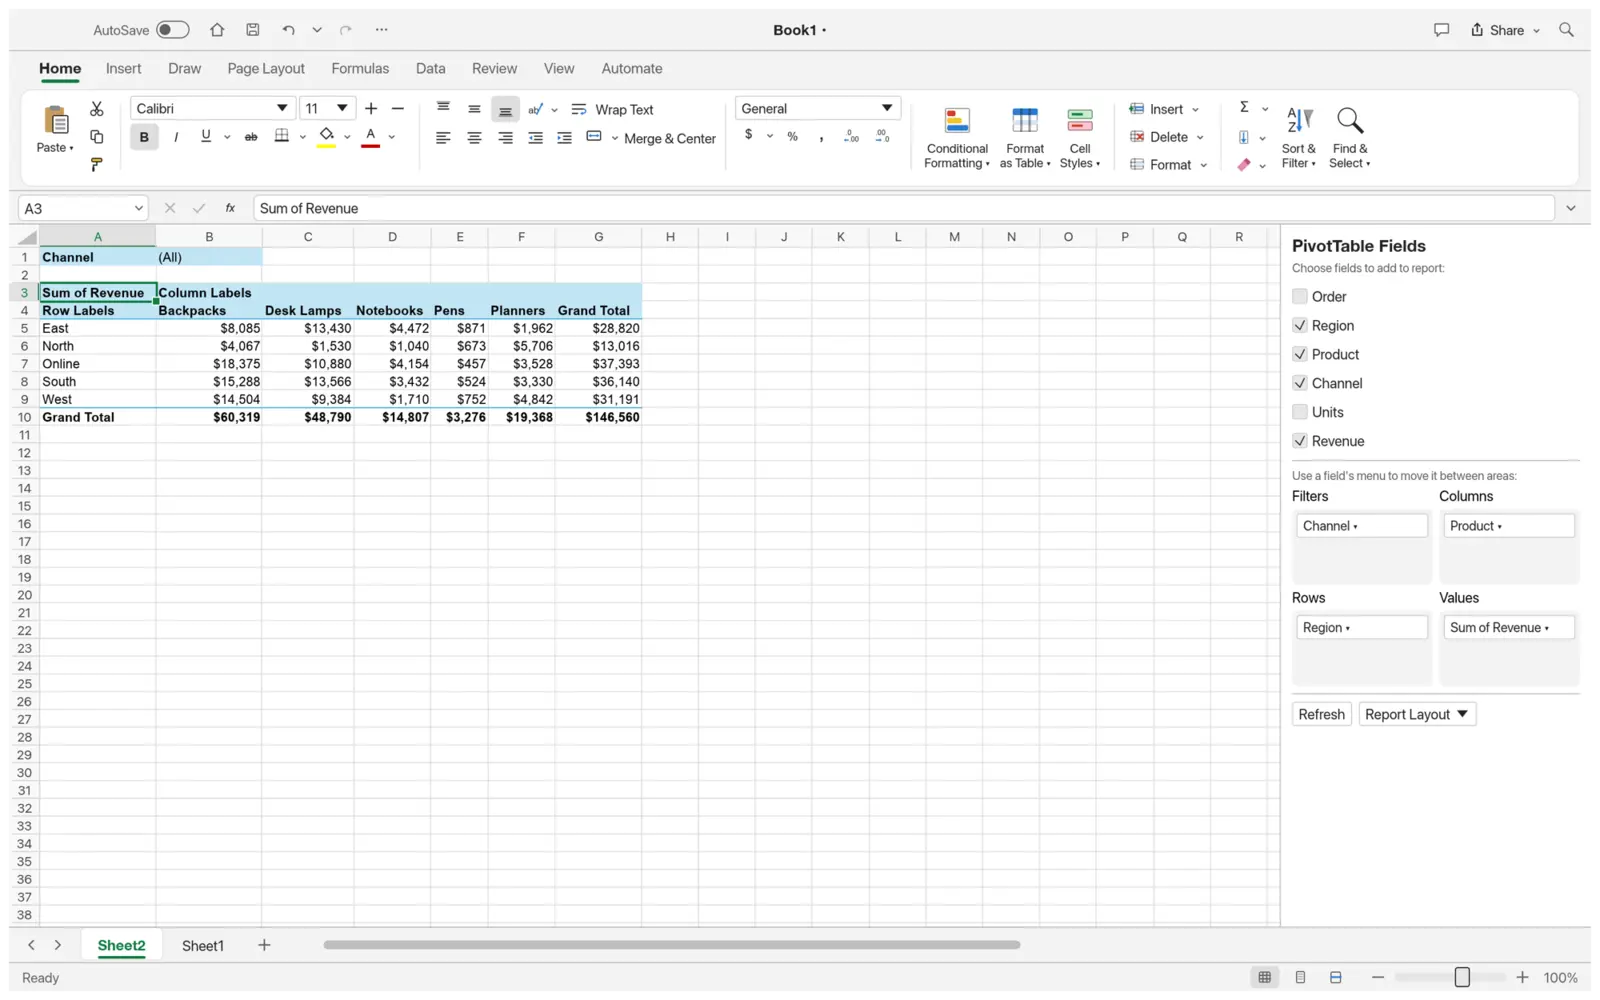 AutoSave
Book1 •
Share
Home Insert Draw Page Layout Formulas Data Review View Automate
Paste
Calibri 11
B I U ab A
ab Wrap Text
Merge & Center
General
$ % , .00 .00
Conditional Formatting
Format as Table
Cell Styles
Insert
Delete
Format
Σ
Sort & Filter
Find & Select
A3 fx Sum of Revenue
A B C D E F G H I J K L M N O P Q R
1 Channel (All)
2
3 Sum of Revenue Column Labels
4 Row Labels Backpacks Desk Lamps Notebooks Pens Planners Grand Total
5 East $8,085 $13,430 $4,472 $871 $1,962 $28,820
6 North $4,067 $1,530 $1,040 $673 $5,706 $13,016
7 Online $18,375 $10,880 $4,154 $457 $3,528 $37,393
8 South $15,288 $13,566 $3,432 $524 $3,330 $36,140
9 West $14,504 $9,384 $1,710 $752 $4,842 $31,191
10 Grand Total $60,319 $48,790 $14,807 $3,276 $19,368 $146,560
11
12
13
14
15
16
17
18
19
20
21
22
23
24
25
26
27
28
29
30
31
32
33
34
35
36
37
38
PivotTable Fields
Choose fields to add to report:
Order
Region
Product
Channel
Units
Revenue
Use a field's menu to move it between areas:
Filters Columns
Channel Product
Rows Values
Region Sum of Revenue
Refresh Report Layout
Sheet2 Sheet1
Ready 100%